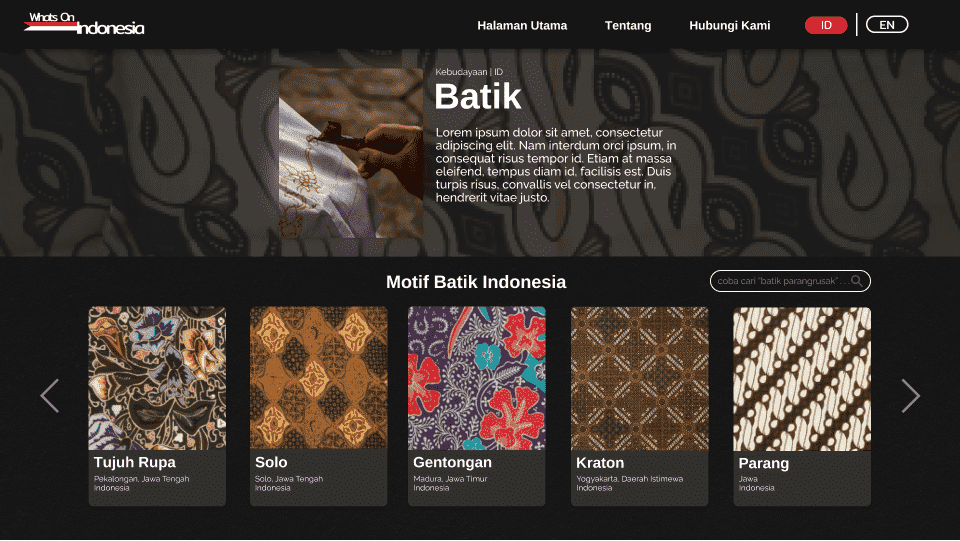 Whats On
Indonesia
Halaman Utama
Tentang
Hubungi Kami
ID
EN
Kebudayaan | ID
Batik
Lorem ipsum dolor sit amet, consectetur
adipiscing elit. Nam interdum orci ipsum, in
consequat risus tempor id. Etiam at massa
eleifend, tempus diam id, facilisis est. Duis
turpis risus, convallis vel consectetur in,
hendrerit vitae justo.
Motif Batik Indonesia
coba cari "batik parangrusak" . . .
Tujuh Rupa
Pekalongan, Jawa Tengah
Indonesia
Solo
Solo, Jawa Tengah
Indonesia
Gentongan
Madura, Jawa Timur
Indonesia
Kraton
Yogyakarta, Daerah Istimewa
Indonesia
Parang
Jawa
Indonesia